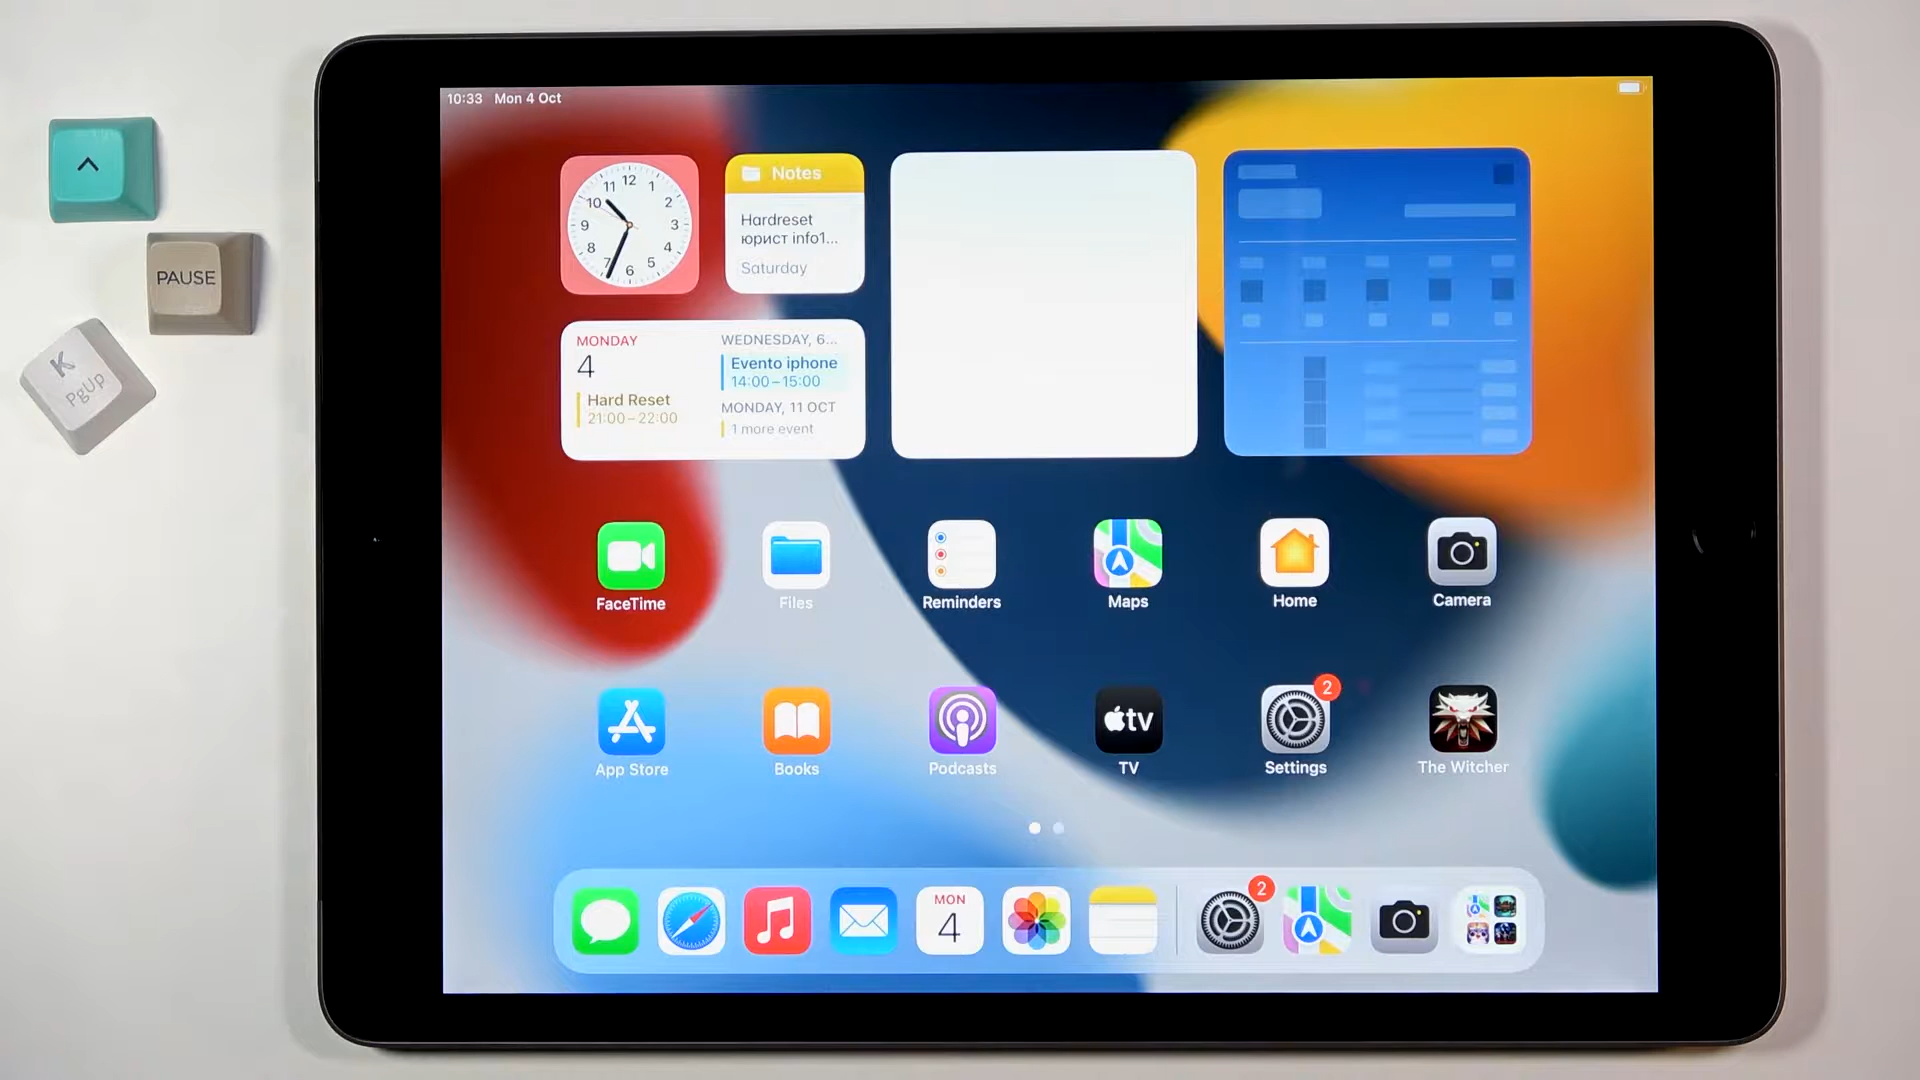 ^
PAUSE
K
PgUp
10:33 Mon 4 Oct
12
1
2
3
4
5
6
7
8
9
10
11
Notes
Hardreset
юрист info1...
Saturday
MONDAY
4
Hard Reset
21:00–22:00
WEDNESDAY, 6...
Evento iphone
14:00–15:00
MONDAY, 11 OCT
1 more event
FaceTime
Files
Reminders
Maps
Home
Camera
App Store
Books
Podcasts
tv
TV
2
Settings
The Witcher
MON
4
2